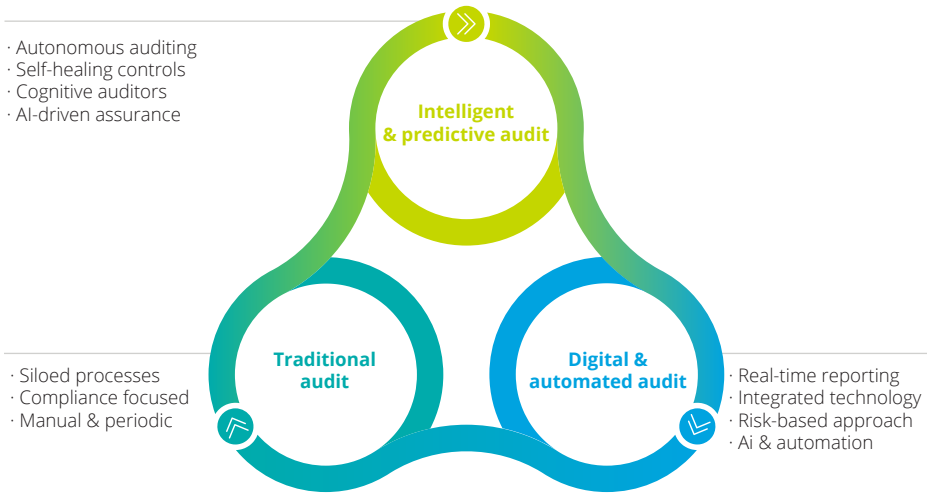 · Autonomous auditing
· Self-healing controls
· Cognitive auditors
· AI-driven assurance
Intelligent
& predictive audit
Traditional
audit
· Siloed processes
· Compliance focused
· Manual & periodic
Digital &
automated audit
· Real-time reporting
· Integrated technology
· Risk-based approach
· Ai & automation